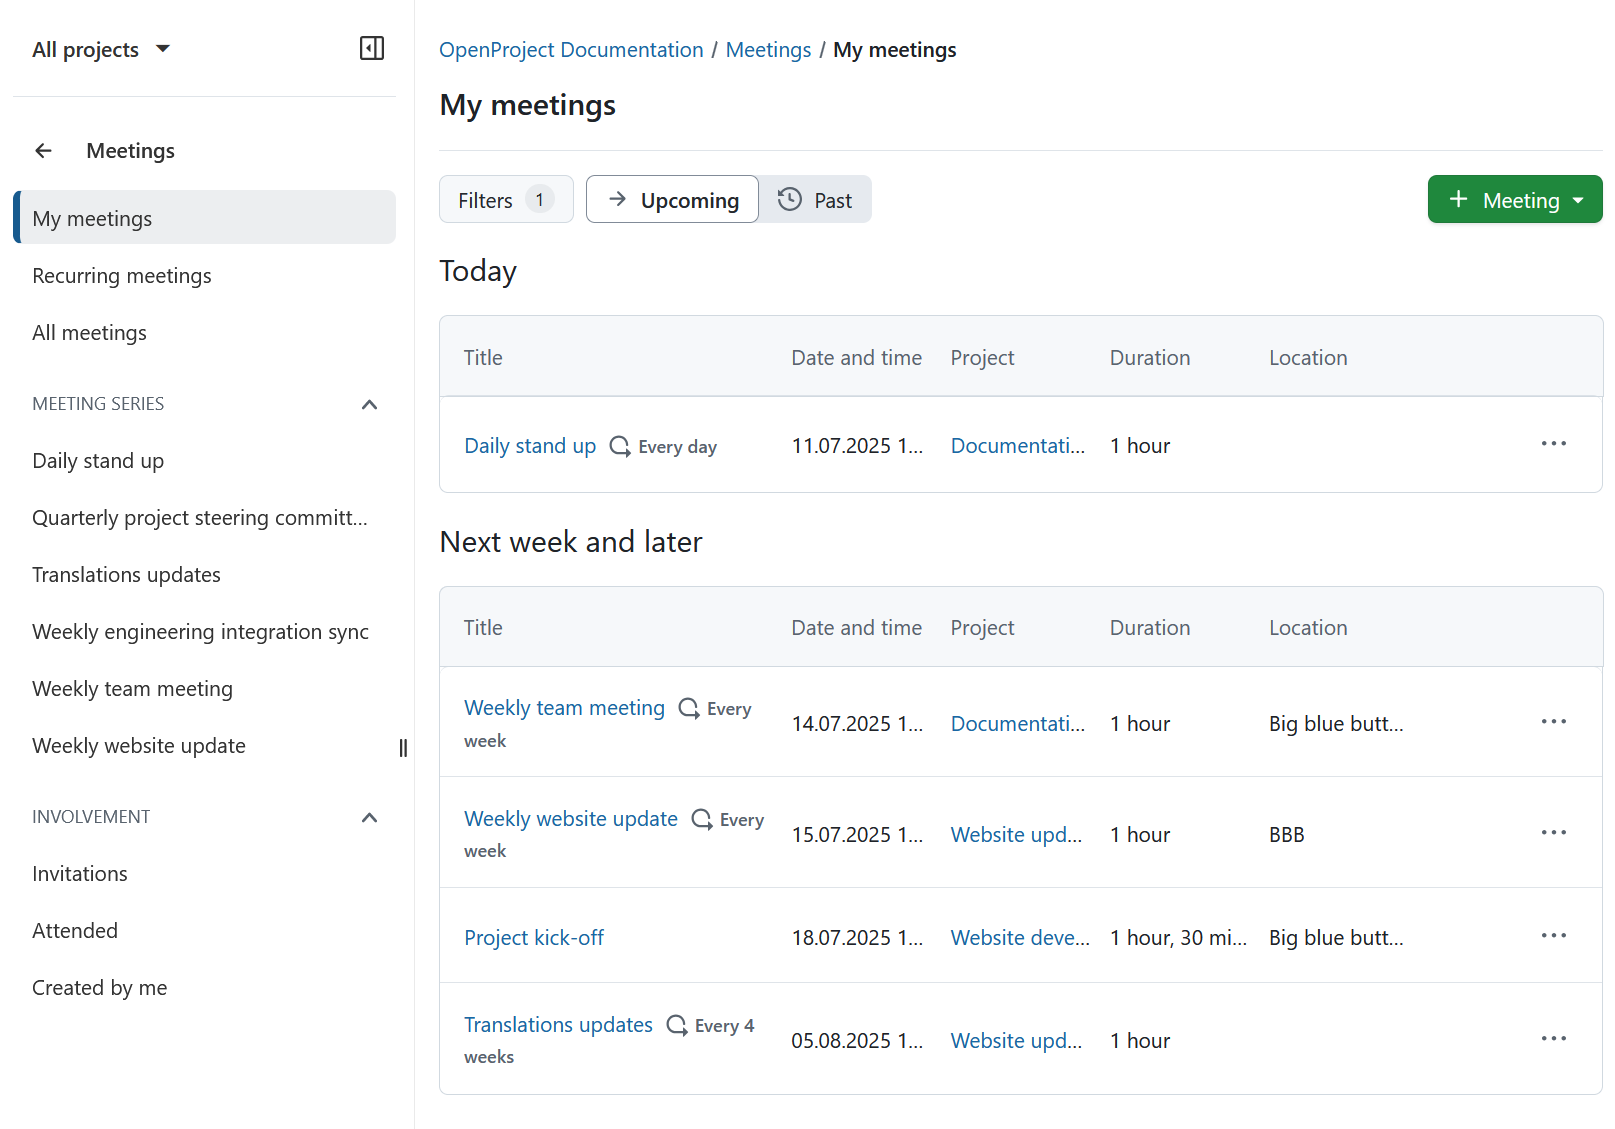 All projects
Meetings
My meetings
Recurring meetings
All meetings
MEETING SERIES
Daily stand up
Quarterly project steering committ...
Translations updates
Weekly engineering integration sync
Weekly team meeting
Weekly website update
INVOLVEMENT
Invitations
Attended
Created by me
OpenProject Documentation / Meetings / My meetings
My meetings
Filters 1 Upcoming Past + Meeting
Today
Title Date and time Project Duration Location
Daily stand up Every day 11.07.2025 1... Documentati... 1 hour
Next week and later
Title Date and time Project Duration Location
Weekly team meeting Every
week 14.07.2025 1... Documentati... 1 hour Big blue butt...
Weekly website update Every
week 15.07.2025 1... Website upd... 1 hour BBB
Project kick-off 18.07.2025 1... Website deve... 1 hour, 30 mi... Big blue butt...
Translations updates Every 4
weeks 05.08.2025 1... Website upd... 1 hour